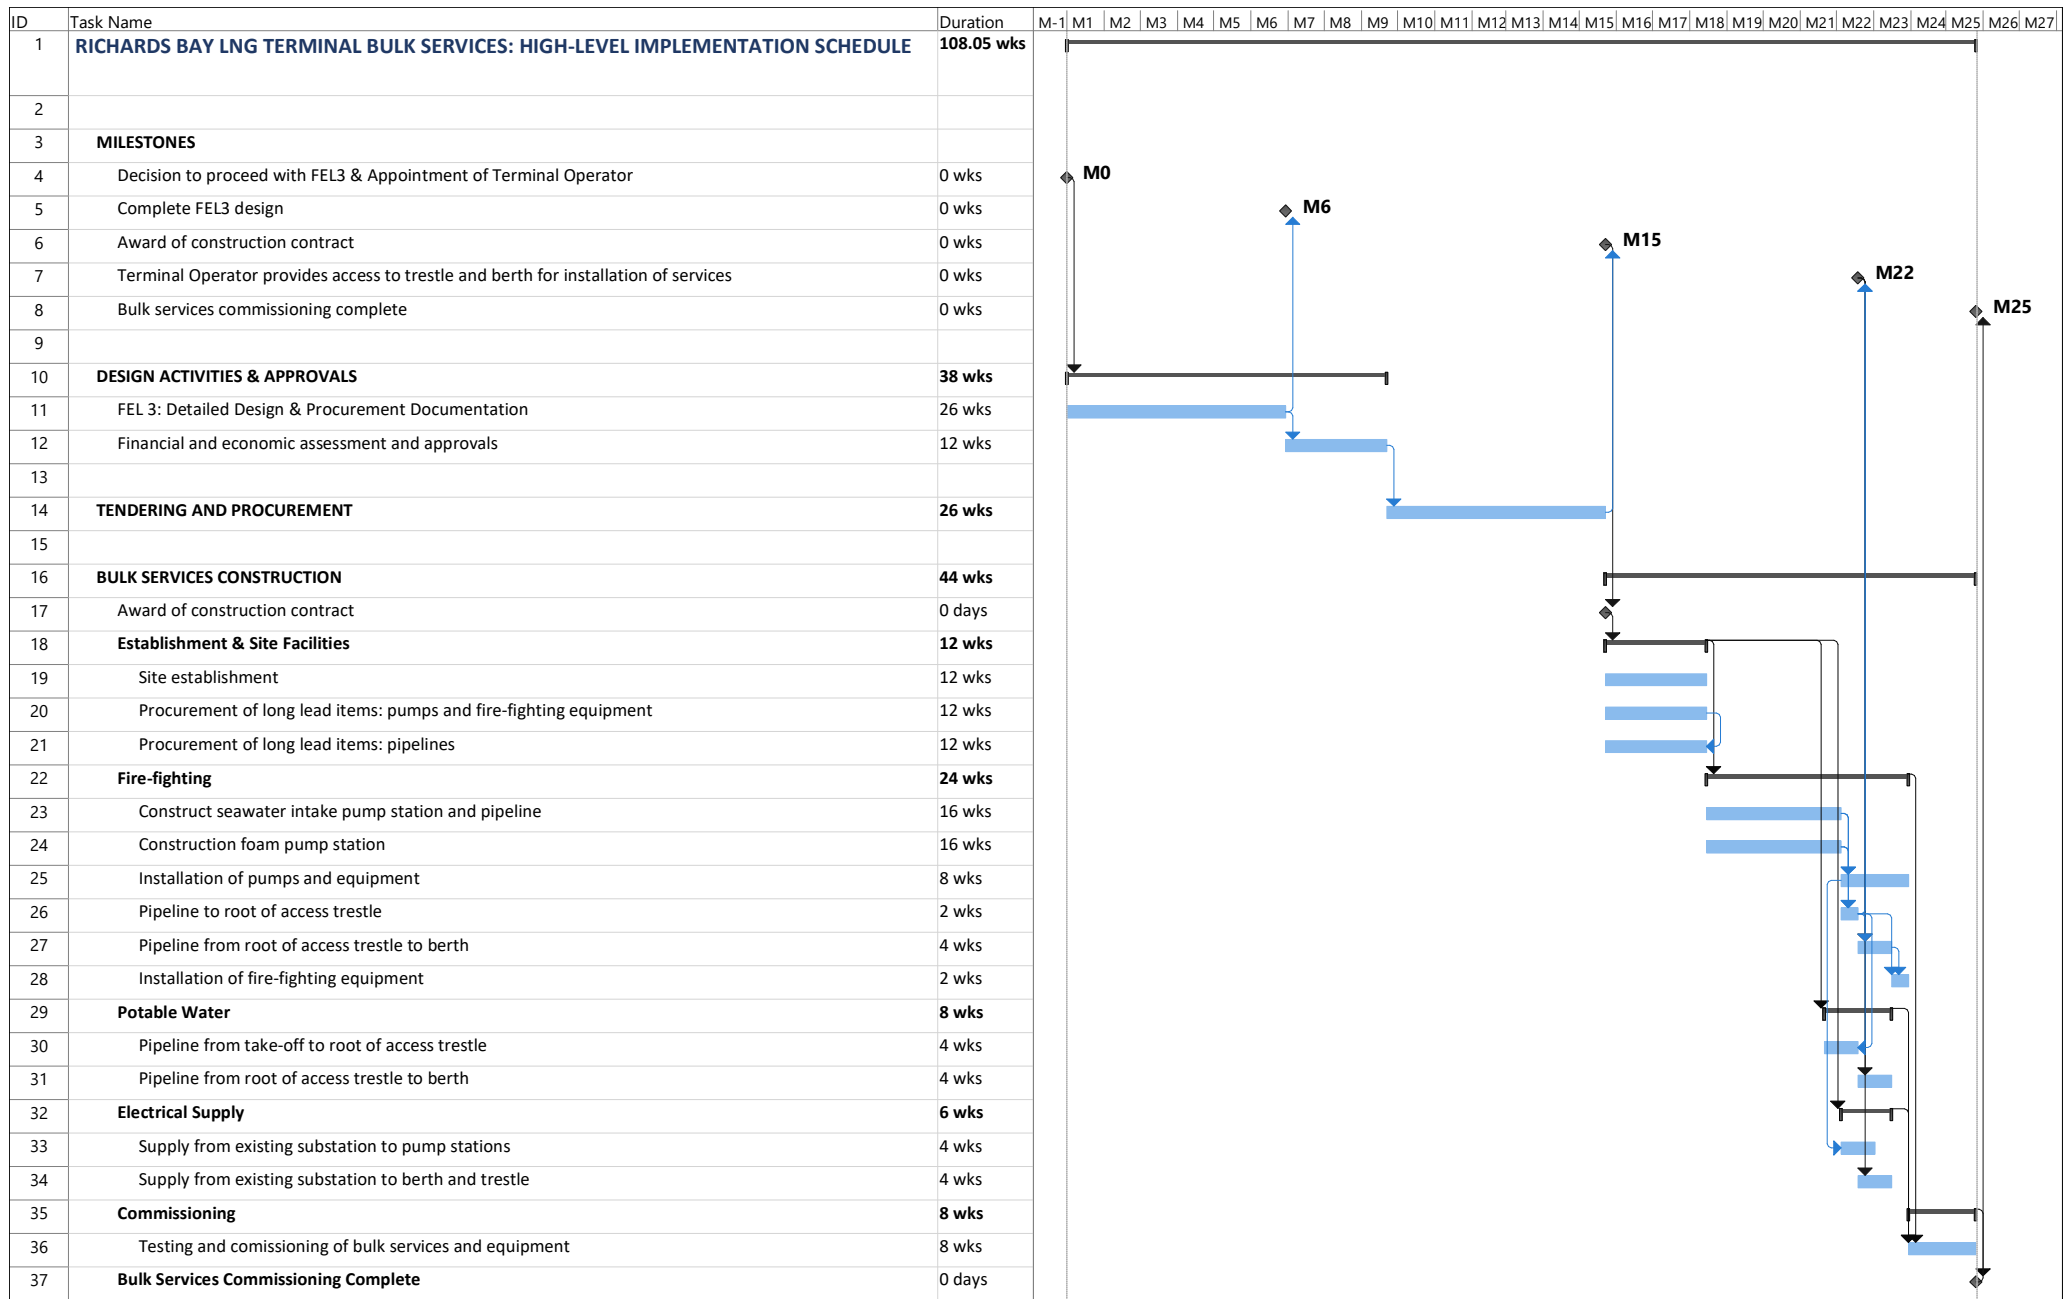 ID Task Name Duration M-1 M1 M2 M3 M4 M5 M6 M7 M8 M9 M10 M11 M12 M13 M14 M15 M16 M17 M18 M19 M20 M21 M22 M23 M24 M25 M26 M27
1 RICHARDS BAY LNG TERMINAL BULK SERVICES: HIGH-LEVEL IMPLEMENTATION SCHEDULE 108.05 wks
2
3 MILESTONES
4 Decision to proceed with FEL3 & Appointment of Terminal Operator 0 wks M0
5 Complete FEL3 design 0 wks M6
6 Award of construction contract 0 wks M15
7 Terminal Operator provides access to trestle and berth for installation of services 0 wks M22
8 Bulk services commissioning complete 0 wks M25
9
10 DESIGN ACTIVITIES & APPROVALS 38 wks
11 FEL 3: Detailed Design & Procurement Documentation 26 wks
12 Financial and economic assessment and approvals 12 wks
13
14 TENDERING AND PROCUREMENT 26 wks
15
16 BULK SERVICES CONSTRUCTION 44 wks
17 Award of construction contract 0 days
18 Establishment & Site Facilities 12 wks
19 Site establishment 12 wks
20 Procurement of long lead items: pumps and fire-fighting equipment 12 wks
21 Procurement of long lead items: pipelines 12 wks
22 Fire-fighting 24 wks
23 Construct seawater intake pump station and pipeline 16 wks
24 Construction foam pump station 16 wks
25 Installation of pumps and equipment 8 wks
26 Pipeline to root of access trestle 2 wks
27 Pipeline from root of access trestle to berth 4 wks
28 Installation of fire-fighting equipment 2 wks
29 Potable Water 8 wks
30 Pipeline from take-off to root of access trestle 4 wks
31 Pipeline from root of access trestle to berth 4 wks
32 Electrical Supply 6 wks
33 Supply from existing substation to pump stations 4 wks
34 Supply from existing substation to berth and trestle 4 wks
35 Commissioning 8 wks
36 Testing and comissioning of bulk services and equipment 8 wks
37 Bulk Services Commissioning Complete 0 days